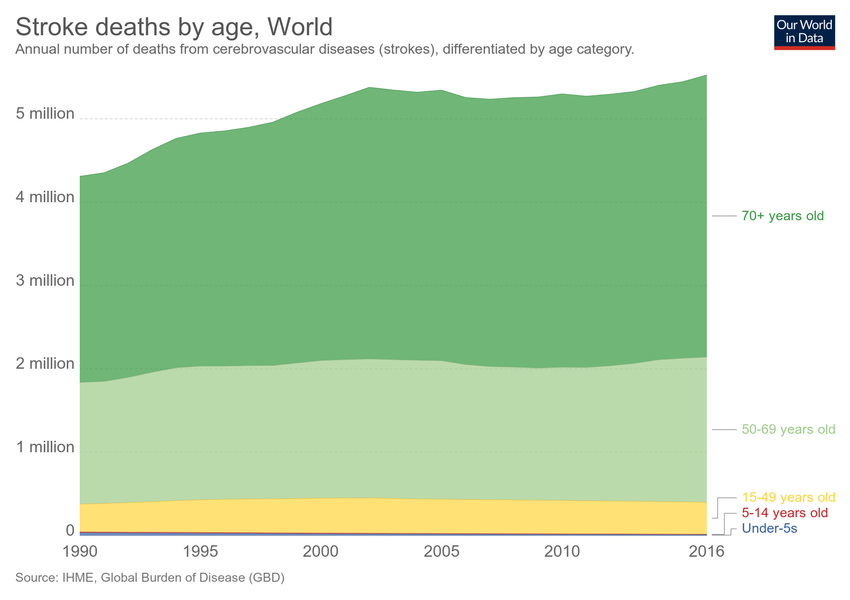 Stroke deaths by age, World
Annual number of deaths from cerebrovascular diseases (strokes), differentiated by age category.
Our World
in Data
5 million
4 million
3 million
2 million
1 million
0
1990
1995
2000
2005
2010
2016
70+ years old
50-69 years old
15-49 years old
5-14 years old
Under-5s
Source: IHME, Global Burden of Disease (GBD)